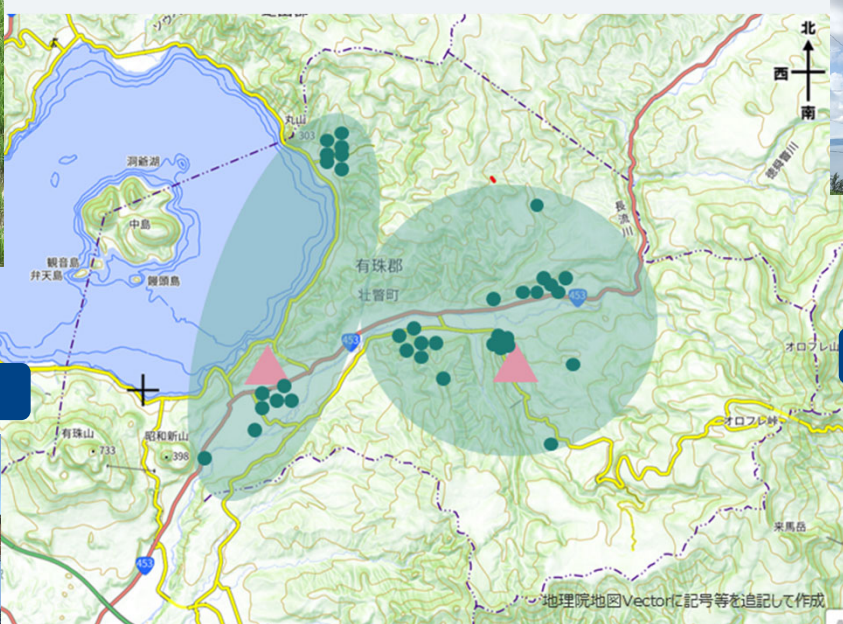 北
西
南
丸山
303
洞爺湖
中島
観音島
弁天島
饅頭島
長流川
徳舜瞥川
有珠郡
壮瞥町
453
453
オロフレ山
オロフレ峠
有珠山
733
昭和新山
398
来馬岳
453
地理院地図Vectorに記号等を追記して作成